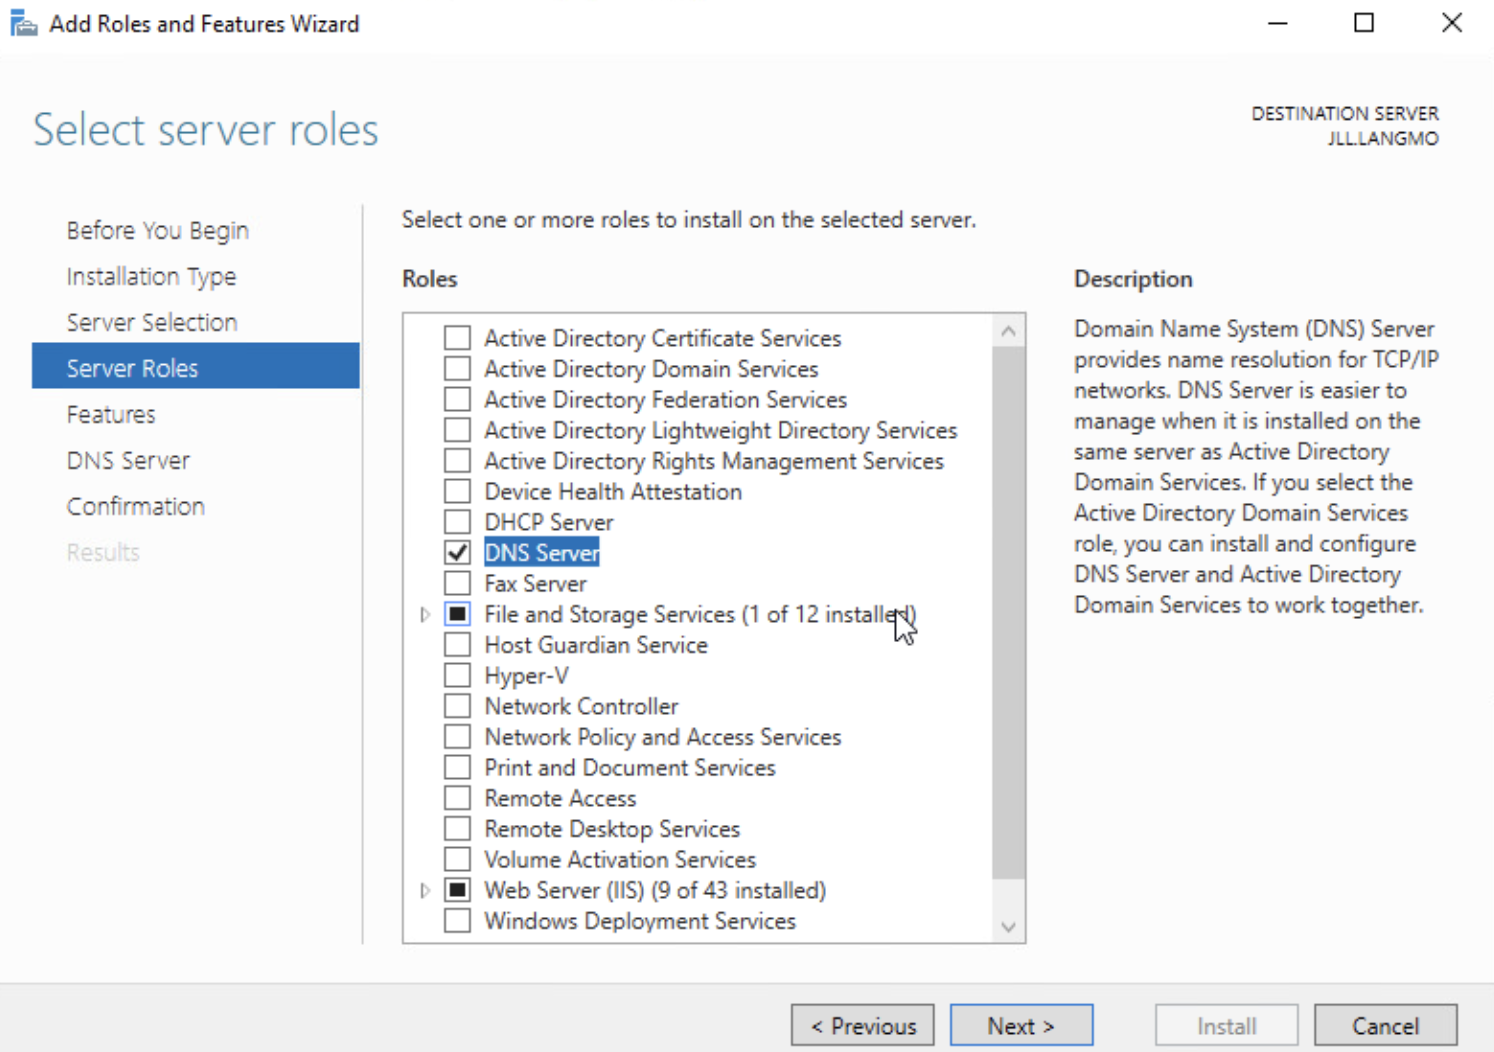 Add Roles and Features Wizard
Select server roles
DESTINATION SERVER
JLL.LANGMO
Before You Begin
Installation Type
Server Selection
Server Roles
Features
DNS Server
Confirmation
Results
Select one or more roles to install on the selected server.
Roles
Active Directory Certificate Services
Active Directory Domain Services
Active Directory Federation Services
Active Directory Lightweight Directory Services
Active Directory Rights Management Services
Device Health Attestation
DHCP Server
DNS Server
Fax Server
File and Storage Services (1 of 12 installed)
Host Guardian Service
Hyper-V
Network Controller
Network Policy and Access Services
Print and Document Services
Remote Access
Remote Desktop Services
Volume Activation Services
Web Server (IIS) (9 of 43 installed)
Windows Deployment Services
Description
Domain Name System (DNS) Server
provides name resolution for TCP/IP
networks. DNS Server is easier to
manage when it is installed on the
same server as Active Directory
Domain Services. If you select the
Active Directory Domain Services
role, you can install and configure
DNS Server and Active Directory
Domain Services to work together.
< Previous
Next >
Install
Cancel